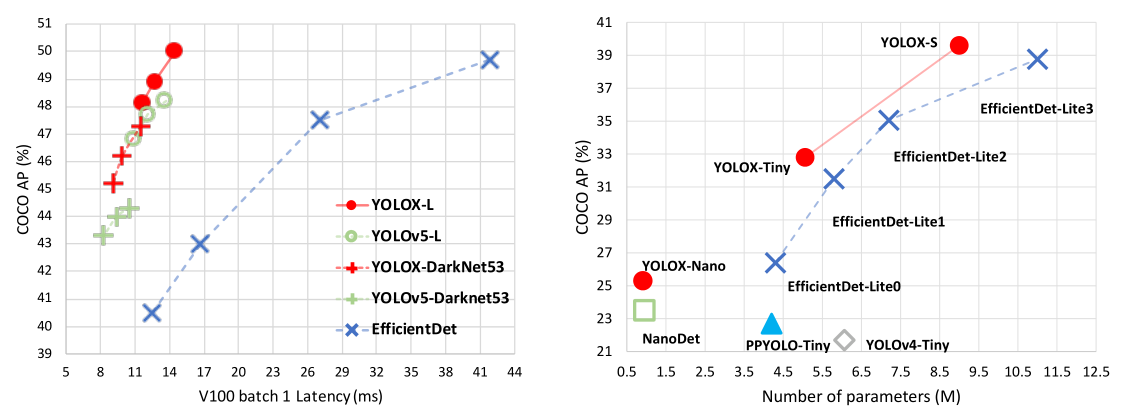 51
50
49
48
47
46
45
44
43
42
41
40
39
COCO AP (%)
YOLOX-L
YOLOv5-L
YOLOX-DarkNet53
YOLOv5-Darknet53
EfficientDet
5 8 11 14 17 20 23 26 29 32 35 38 41 44
V100 batch 1 Latency (ms)
41
39
37
35
33
31
29
27
25
23
21
COCO AP (%)
YOLOX-S
EfficientDet-Lite3
YOLOX-Tiny
EfficientDet-Lite2
EfficientDet-Lite1
YOLOX-Nano
EfficientDet-Lite0
NanoDet
PPYOLO-Tiny
YOLOv4-Tiny
0.5 1.5 2.5 3.5 4.5 5.5 6.5 7.5 8.5 9.5 10.5 11.5 12.5
Number of parameters (M)